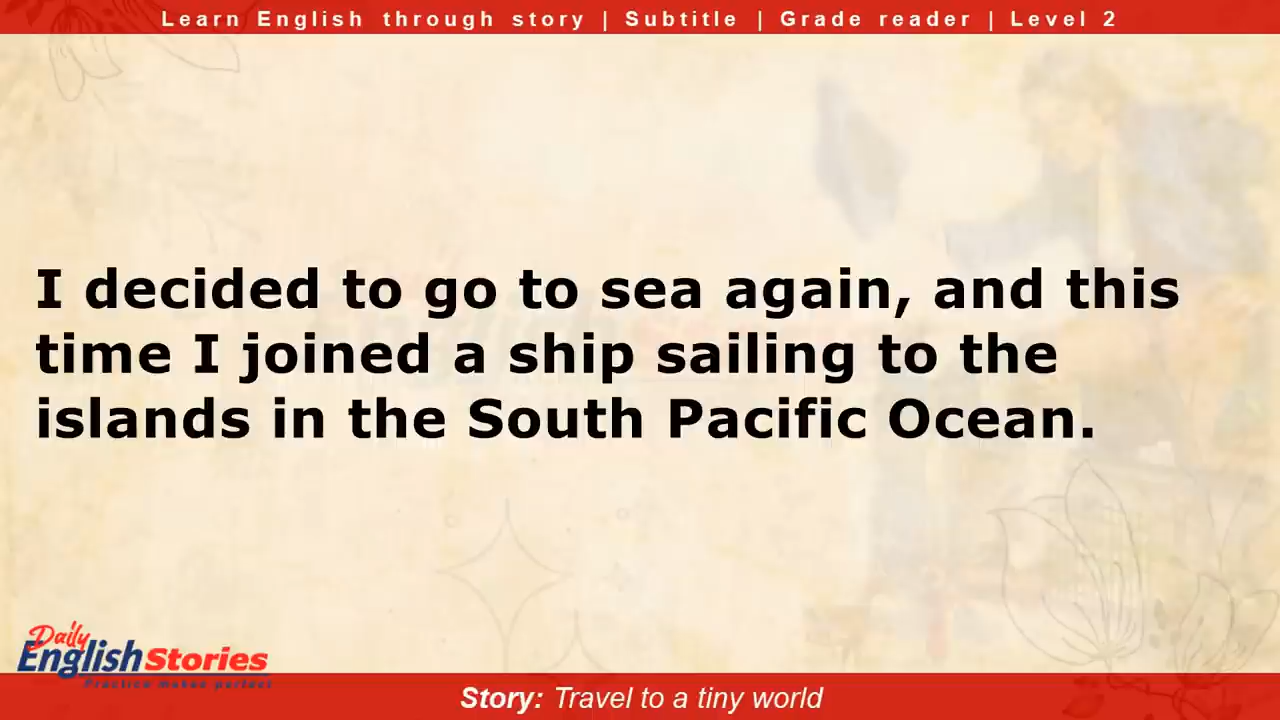 Learn English through story | Subtitle | Grade reader | Level 2
I decided to go to sea again, and this
time I joined a ship sailing to the
islands in the South Pacific Ocean.
Daily
English Stories
Practice makes perfect
Story: Travel to a tiny world